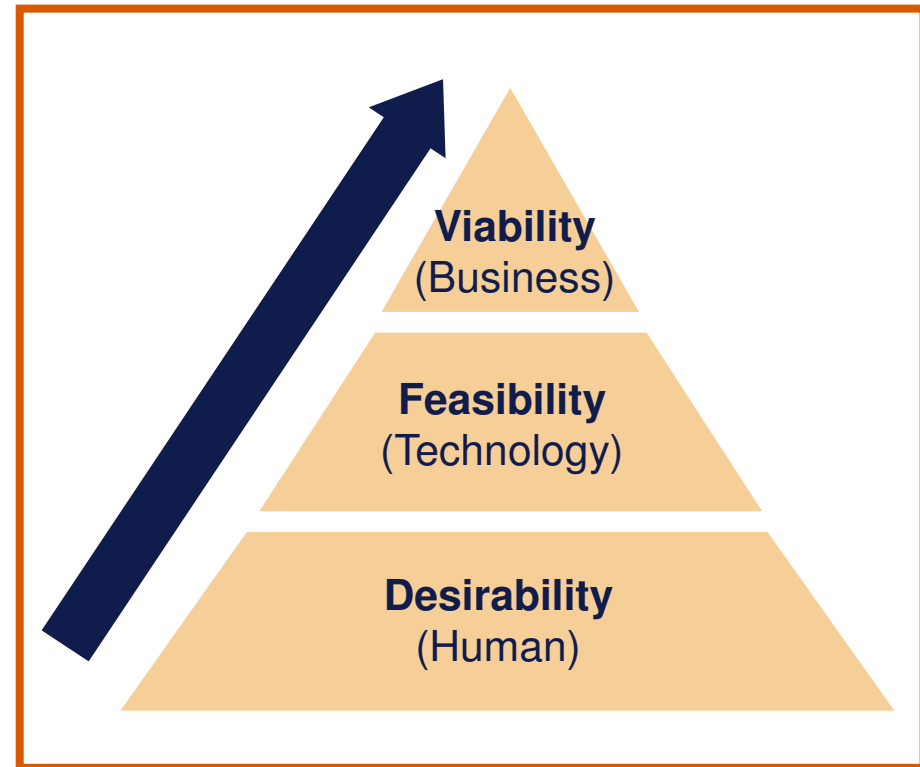 Viability
(Business)
Feasibility
(Technology)
Desirability
(Human)